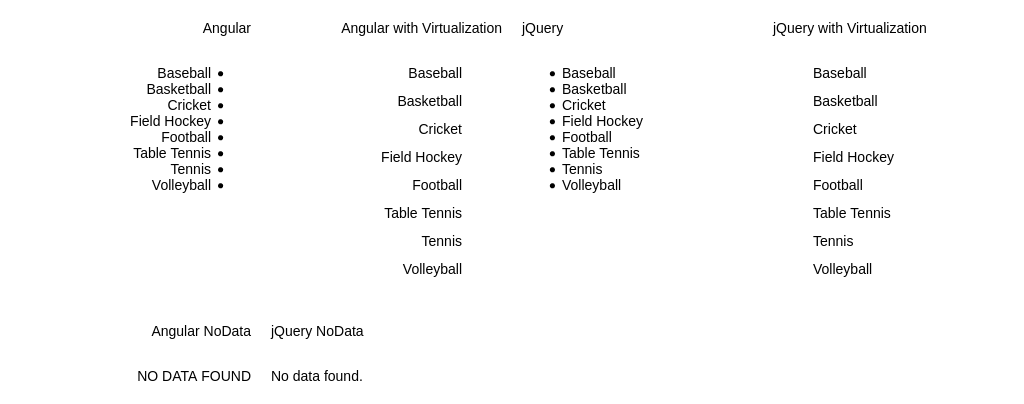 Angular
Baseball
Basketball
Cricket
Field Hockey
Football
Table Tennis
Tennis
Volleyball
Angular with Virtualization
Baseball
Basketball
Cricket
Field Hockey
Football
Table Tennis
Tennis
Volleyball
jQuery
Baseball
Basketball
Cricket
Field Hockey
Football
Table Tennis
Tennis
Volleyball
jQuery with Virtualization
Baseball
Basketball
Cricket
Field Hockey
Football
Table Tennis
Tennis
Volleyball
Angular NoData
NO DATA FOUND
jQuery NoData
No data found.